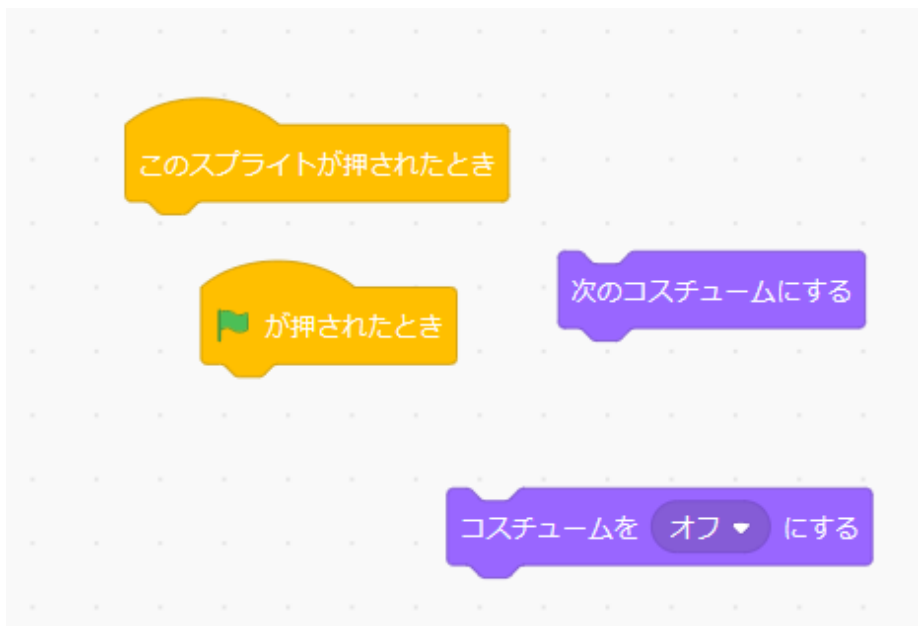 このスプライトが押されたとき
が押されたとき
次のコスチュームにする
コスチュームを オフ にする